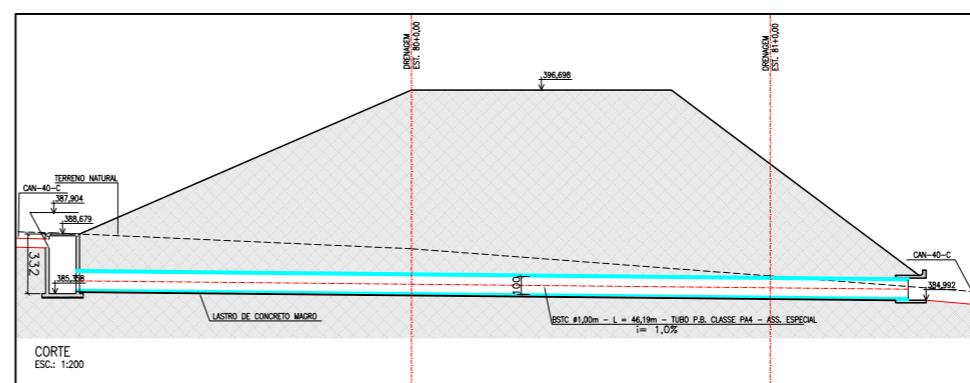 DRENAGEM
EST. 80+0,00
DRENAGEM
EST. 81+0,00
396,698
TERRENO NATURAL
CAN-40-C
387,904
388,679
3.32
385,358
1.00
CAN-40-C
384,992
LASTRO DE CONCRETO MAGRO
BSTC Ø1,00m - L = 46,19m - TUBO P.B. CLASSE PA4 - ASS. ESPECIAL
i= 1,0%
CORTE
ESC.: 1:200